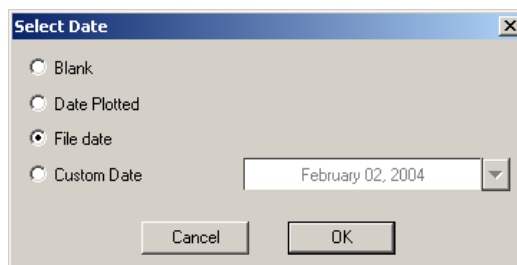 Select Date
Blank
Date Plotted
File date
Custom Date February 02, 2004
Cancel OK